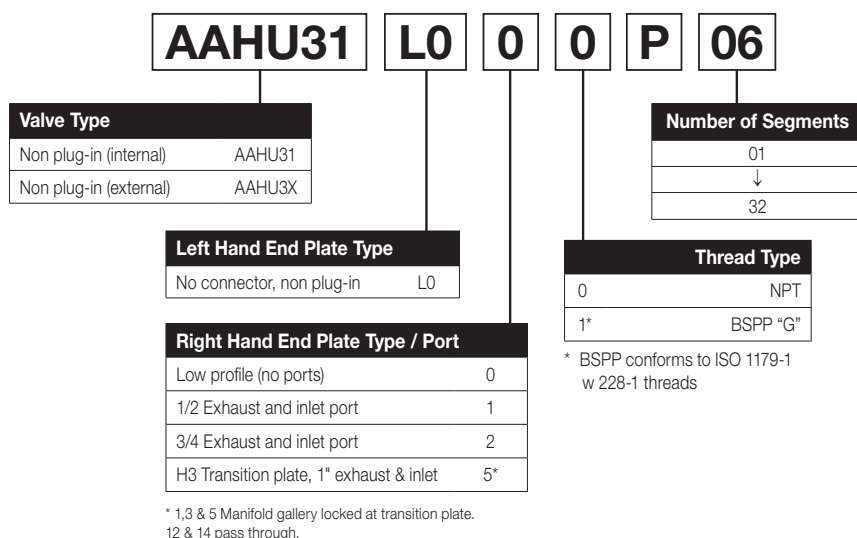 AAHU31 L0 0 0 P 06
Valve Type
Non plug-in (internal) AAHU31
Non plug-in (external) AAHU3X
Number of Segments
01
↓
32
Left Hand End Plate Type
No connector, non plug-in L0
Thread Type
0 NPT
1* BSPP “G”
* BSPP conforms to ISO 1179-1
w 228-1 threads
Right Hand End Plate Type / Port
Low profile (no ports) 0
1/2 Exhaust and inlet port 1
3/4 Exhaust and inlet port 2
H3 Transition plate, 1" exhaust & inlet 5*
* 1,3 & 5 Manifold gallery locked at transition plate.
12 & 14 pass through.